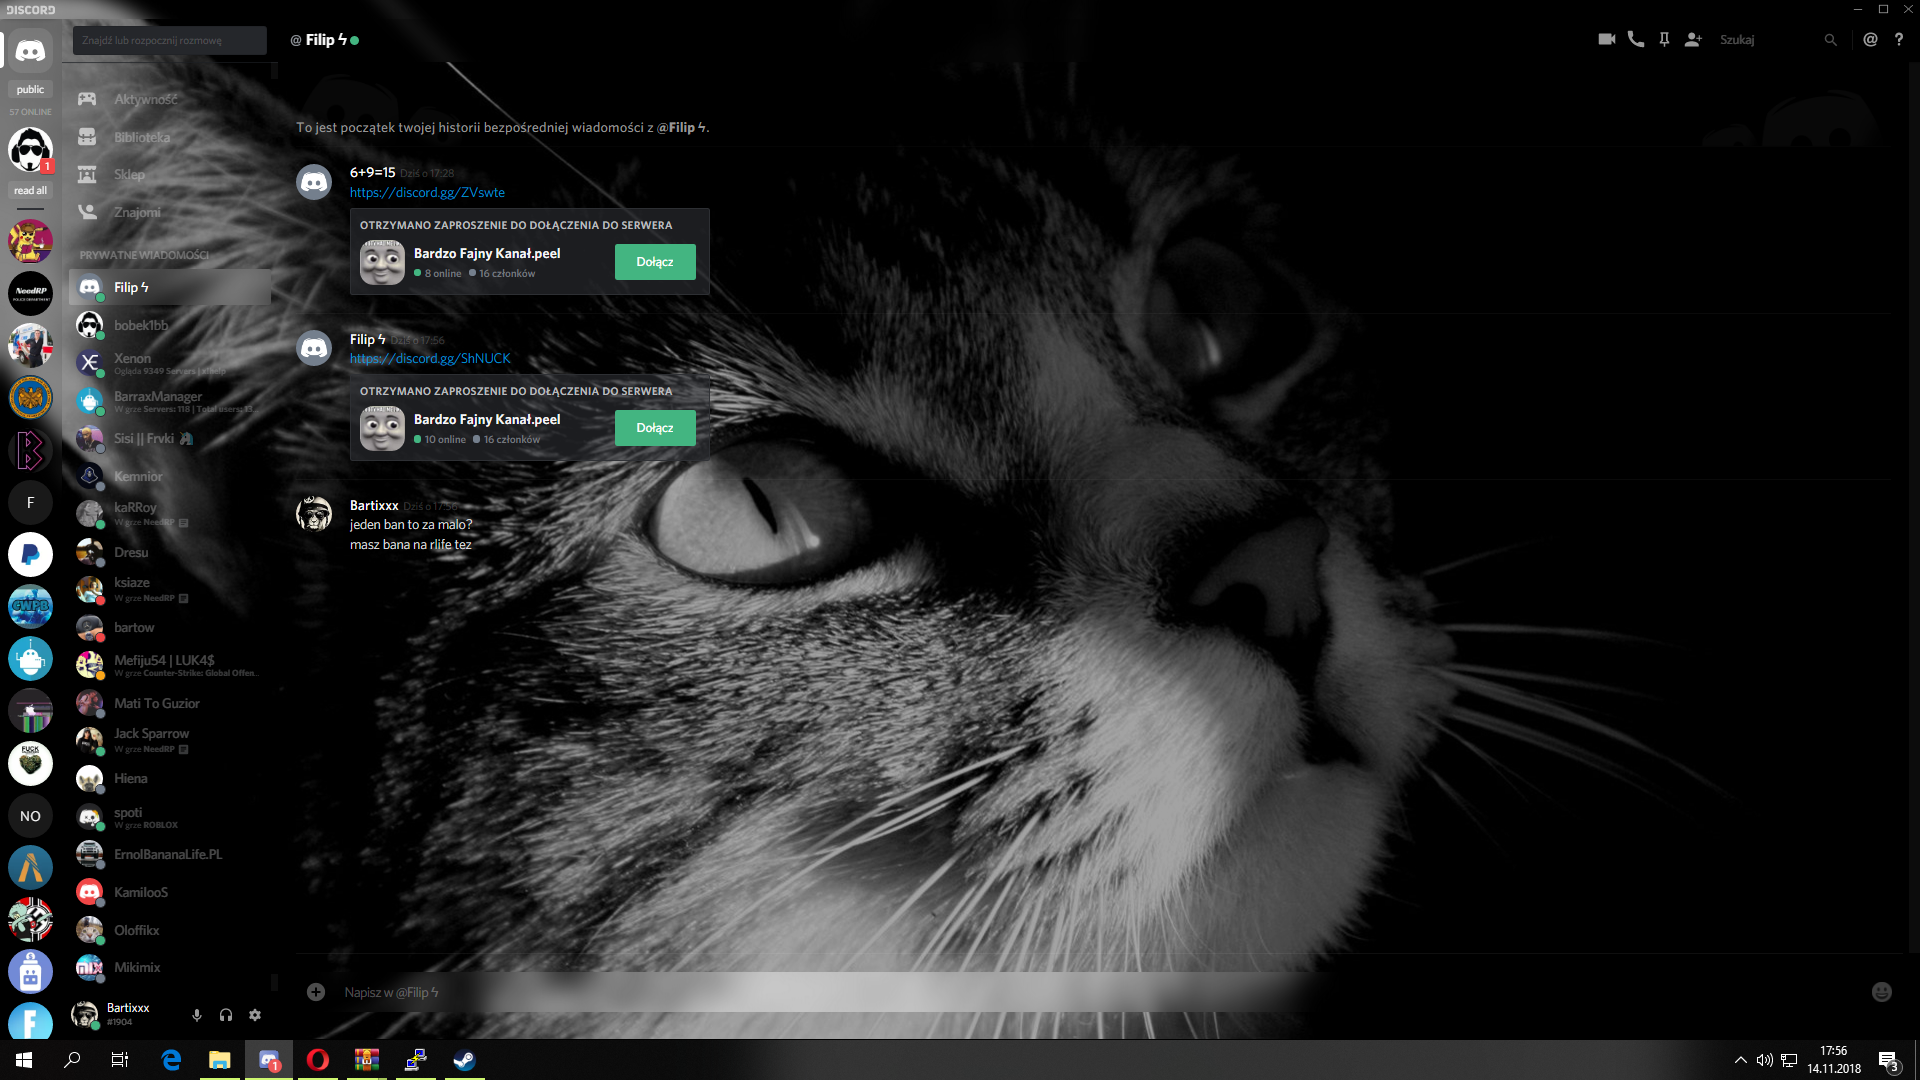 DISCORD
public
57 ONLINE
1
read all
NeedRP
F
CWPB
FUCK
NO
F
Znajdź lub rozpocznij rozmowę
Aktywność
Biblioteka
Sklep
Znajomi
PRYWATNE WIADOMOŚCI
Filip ϟ
bobek1bb
Xenon
Ogląda 9349 Servers | x!help
BarraxManager
W grze Servers: 118 | Total users: 13...
Sisi || Frvki
Kemnior
kaRRoy
W grze NeedRP
Dresu
ksiaze
W grze NeedRP
bartow
Mefiju54 | LUK4$
W grze Counter-Strike: Global Offen...
Mati To Guzior
Jack Sparrow
W grze NeedRP
Hiena
spoti
W grze ROBLOX
ErnolBananaLife.PL
KamilooS
Oloffikx
Mikimix
Bartixxx
#1904
@ Filip ϟ
Szukaj
To jest początek twojej historii bezpośredniej wiadomości z @Filip ϟ.
6+9=15 Dziś o 17:28
https://discord.gg/ZVswte
OTRZYMANO ZAPROSZENIE DO DOŁĄCZENIA DO SERWERA
Bardzo Fajny Kanał.peel
8 online 16 członków
Dołącz
Filip ϟ Dziś o 17:56
https://discord.gg/ShNUCK
OTRZYMANO ZAPROSZENIE DO DOŁĄCZENIA DO SERWERA
Bardzo Fajny Kanał.peel
10 online 16 członków
Dołącz
Bartixxx Dziś o 17:56
jeden ban to za malo?
masz bana na rlife tez
Napisz w @Filip ϟ
1
17:56
14.11.2018
3